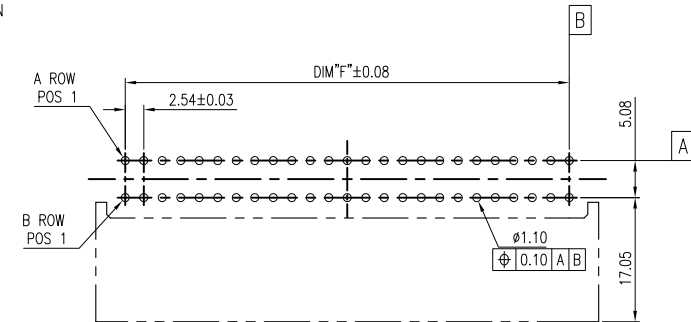 N
B
DIM"F"±0.08
A ROW
POS 1
2.54±0.03
5.08
A
B ROW
POS 1
ø1.10
⌖ 0.10 A B
17.05